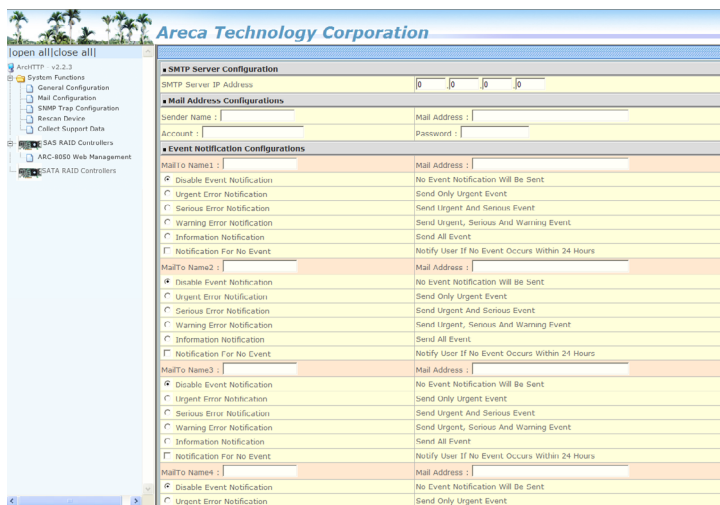 Areca Technology Corporation
|open all|close all|
ArcHTTP - v2.2.3
System Functions
General Configuration
Mail Configuration
SNMP Trap Configuration
Rescan Device
Collect Support Data
SAS RAID Controllers
ARC-8050 Web Management
SATA RAID Controllers
▪ SMTP Server Configuration
SMTP Server IP Address 0 .0 .0 .0
▪ Mail Address Configurations
Sender Name : Mail Address :
Account : Password :
▪ Event Notification Configurations
MailTo Name1 : Mail Address :
Disable Event Notification No Event Notification Will Be Sent
Urgent Error Notification Send Only Urgent Event
Serious Error Notification Send Urgent And Serious Event
Warning Error Notification Send Urgent, Serious And Warning Event
Information Notification Send All Event
Notification For No Event Notify User If No Event Occurs Within 24 Hours
MailTo Name2 : Mail Address :
Disable Event Notification No Event Notification Will Be Sent
Urgent Error Notification Send Only Urgent Event
Serious Error Notification Send Urgent And Serious Event
Warning Error Notification Send Urgent, Serious And Warning Event
Information Notification Send All Event
Notification For No Event Notify User If No Event Occurs Within 24 Hours
MailTo Name3 : Mail Address :
Disable Event Notification No Event Notification Will Be Sent
Urgent Error Notification Send Only Urgent Event
Serious Error Notification Send Urgent And Serious Event
Warning Error Notification Send Urgent, Serious And Warning Event
Information Notification Send All Event
Notification For No Event Notify User If No Event Occurs Within 24 Hours
MailTo Name4 : Mail Address :
Disable Event Notification No Event Notification Will Be Sent
Urgent Error Notification Send Only Urgent Event